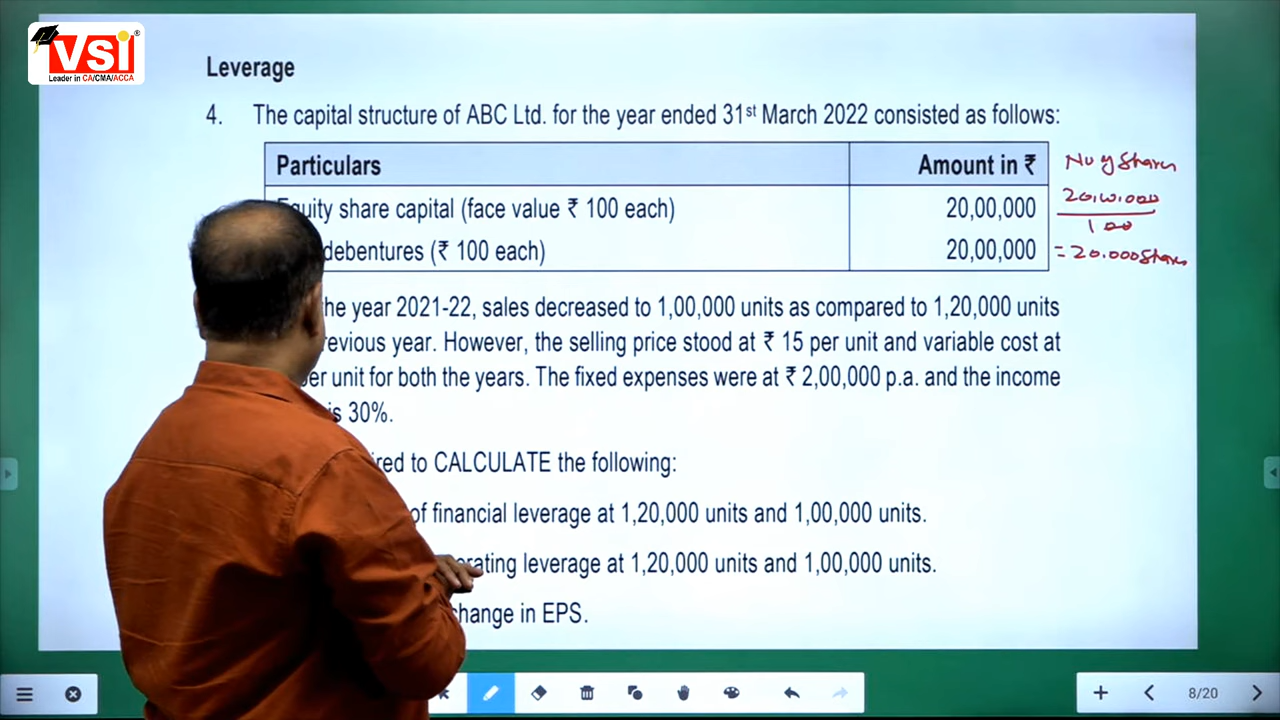 VSI
®
Leader in CA/CMA/ACCA
Leverage
4. The capital structure of ABC Ltd. for the year ended 31st March 2022 consisted as follows:
Particulars Amount in ₹
Equity share capital (face value ₹ 100 each) 20,00,000
debentures (₹ 100 each) 20,00,000
No of Shares
20,00,000
100
= 20.000 Shares
the year 2021-22, sales decreased to 1,00,000 units as compared to 1,20,000 units
revious year. However, the selling price stood at ₹ 15 per unit and variable cost at
per unit for both the years. The fixed expenses were at ₹ 2,00,000 p.a. and the income
is 30%.
ired to CALCULATE the following:
of financial leverage at 1,20,000 units and 1,00,000 units.
erating leverage at 1,20,000 units and 1,00,000 units.
change in EPS.
8/20